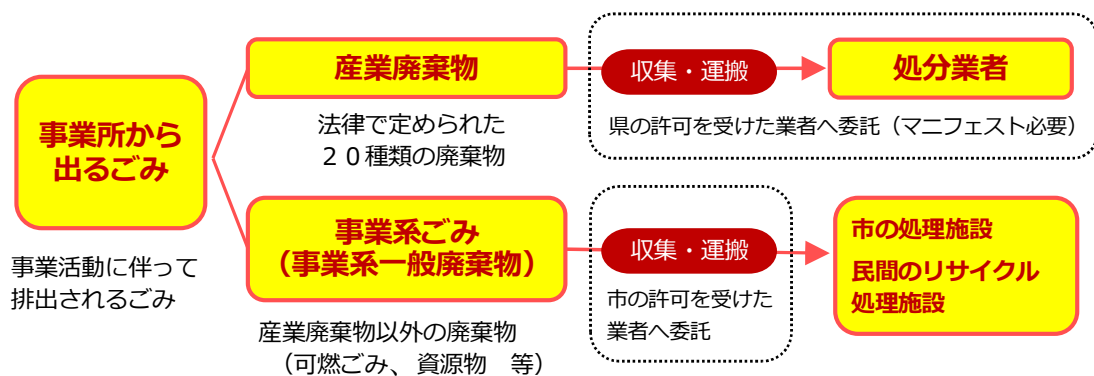 事業所から
出るごみ
事業活動に伴って
排出されるごみ
産業廃棄物
法律で定められた
２０種類の廃棄物
収集・運搬
処分業者
県の許可を受けた業者へ委託（マニフェスト必要）
事業系ごみ
（事業系一般廃棄物）
産業廃棄物以外の廃棄物
（可燃ごみ、資源物　等）
収集・運搬
市の許可を受けた
業者へ委託
市の処理施設
民間のリサイクル
処理施設